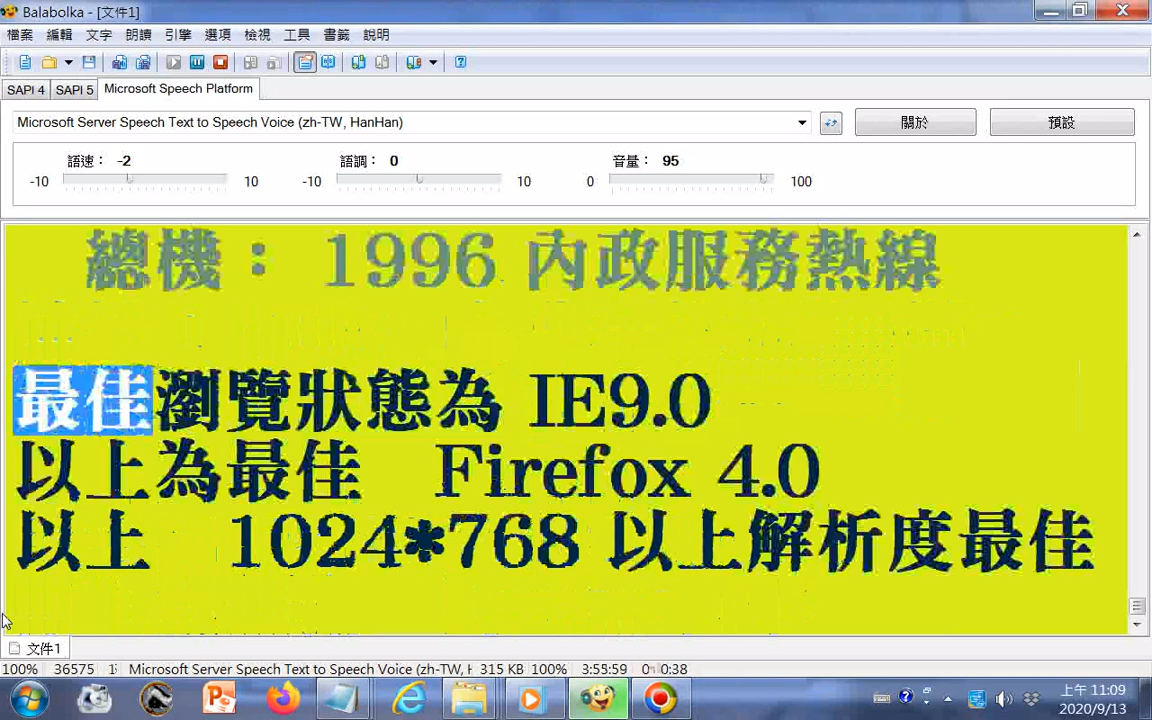 Balabolka - [文件1]
檔案 編輯 文字 朗讀 引擎 選項 檢視 工具 書籤 說明
SAPI 4 SAPI 5 Microsoft Speech Platform
Microsoft Server Speech Text to Speech Voice (zh-TW, HanHan) 關於 預設
語速： -2 語調： 0 音量： 95
-10 10 -10 10 0 100
總機： 1996 內政服務熱線
最佳瀏覽狀態為 IE9.0
以上為最佳 Firefox 4.0
以上 1024*768 以上解析度最佳
文件1
100% 36575 Microsoft Server Speech Text to Speech Voice (zh-TW, 315 KB 100% 3:55:59 0:38
上午 11:09
2020/9/13